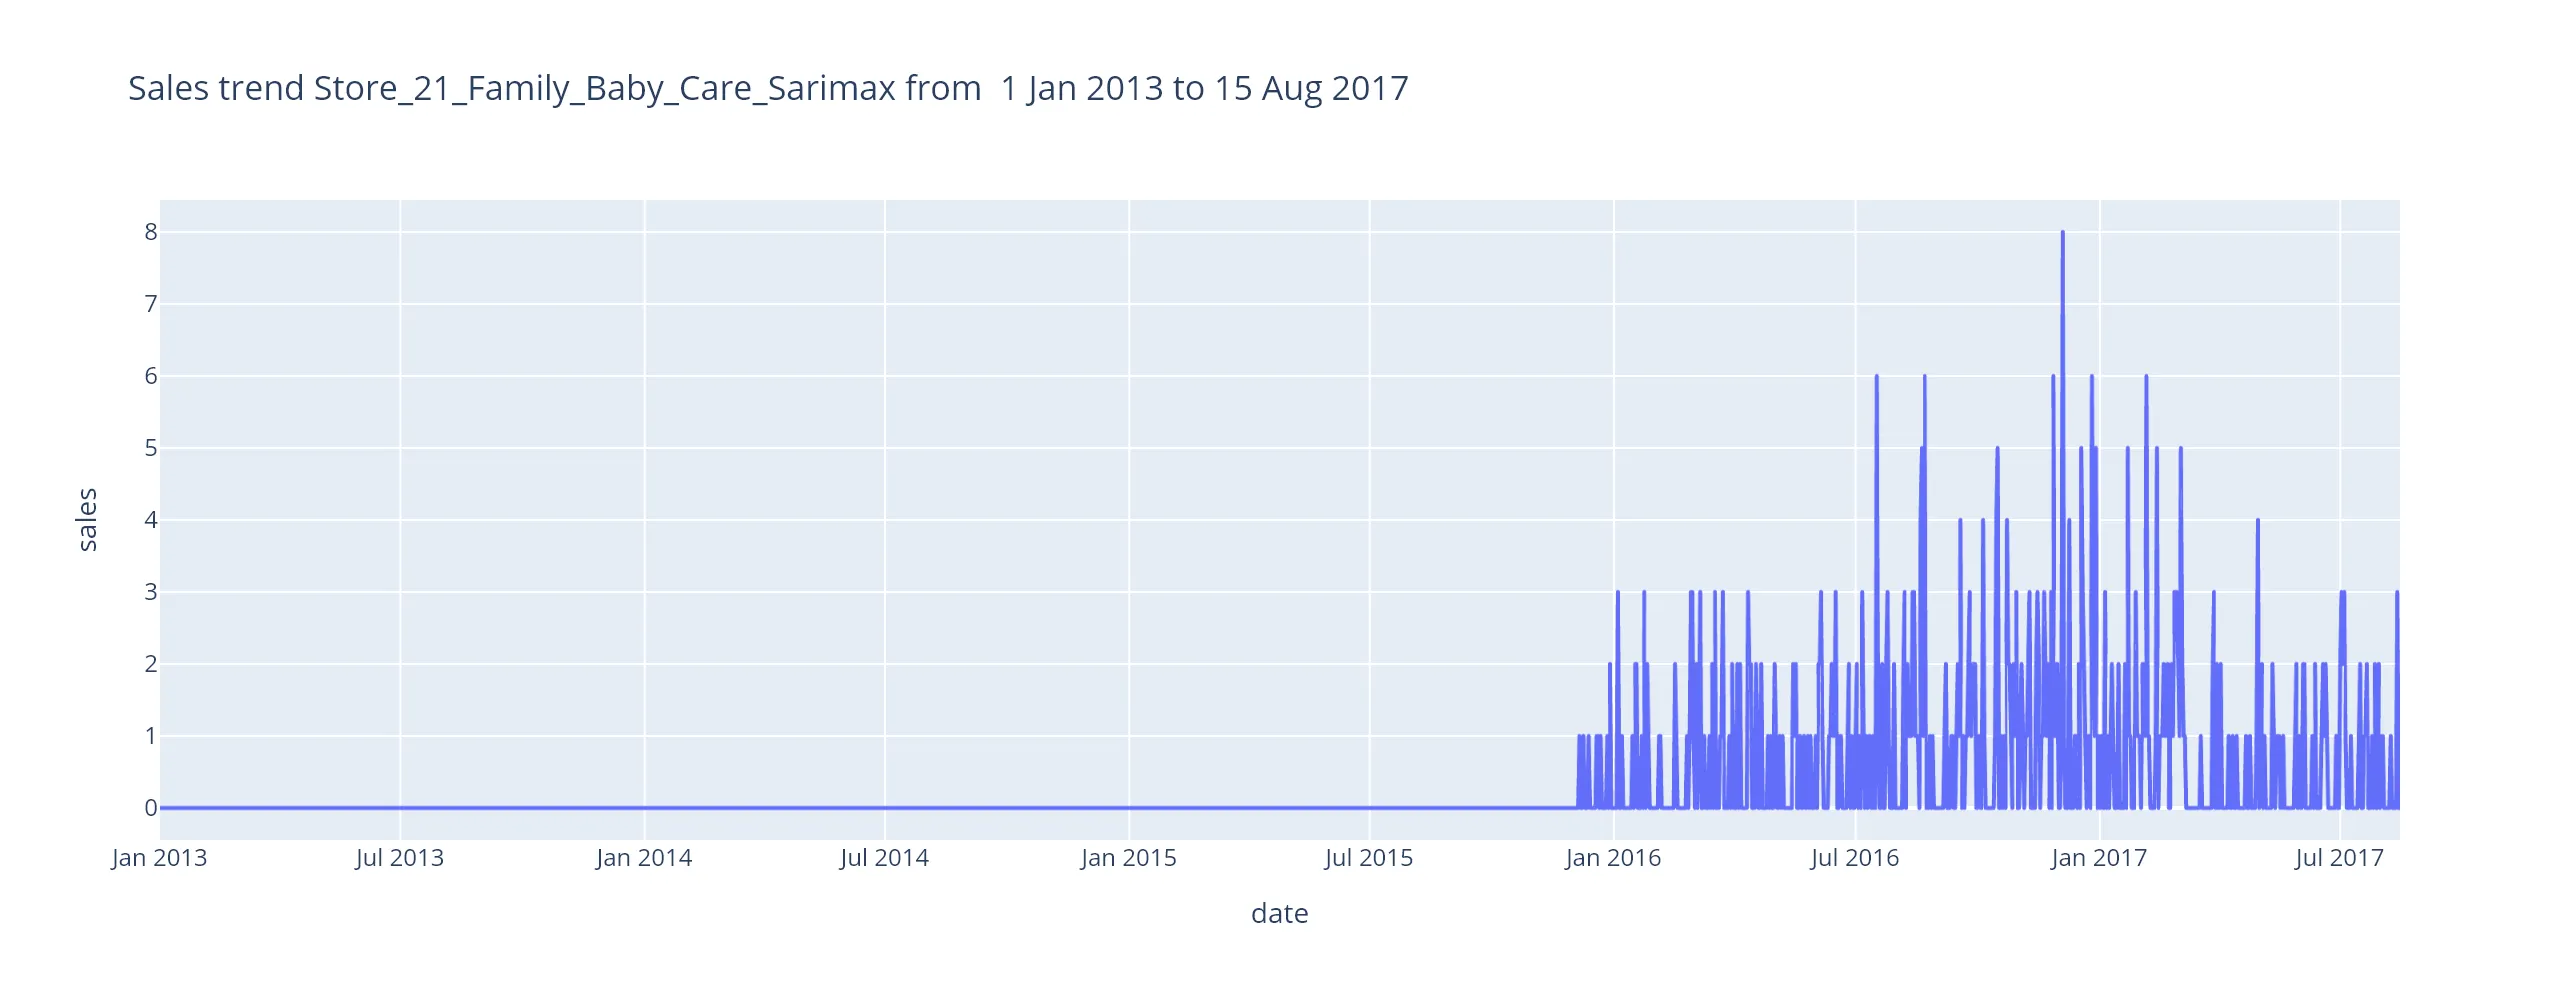 Sales trend Store_21_Family_Baby_Care_Sarimax from  1 Jan 2013 to 15 Aug 2017
8
7
6
5
4
3
2
1
0
sales
Jan 2013 Jul 2013 Jan 2014 Jul 2014 Jan 2015 Jul 2015 Jan 2016 Jul 2016 Jan 2017 Jul 2017
date